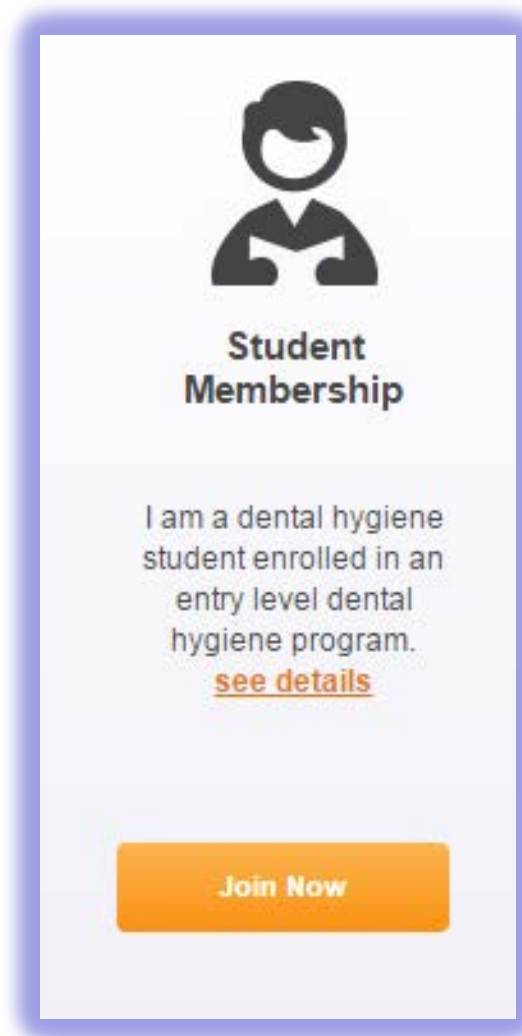 Student
Membership
I am a dental hygiene
student enrolled in an
entry level dental
hygiene program.
see details
Join Now